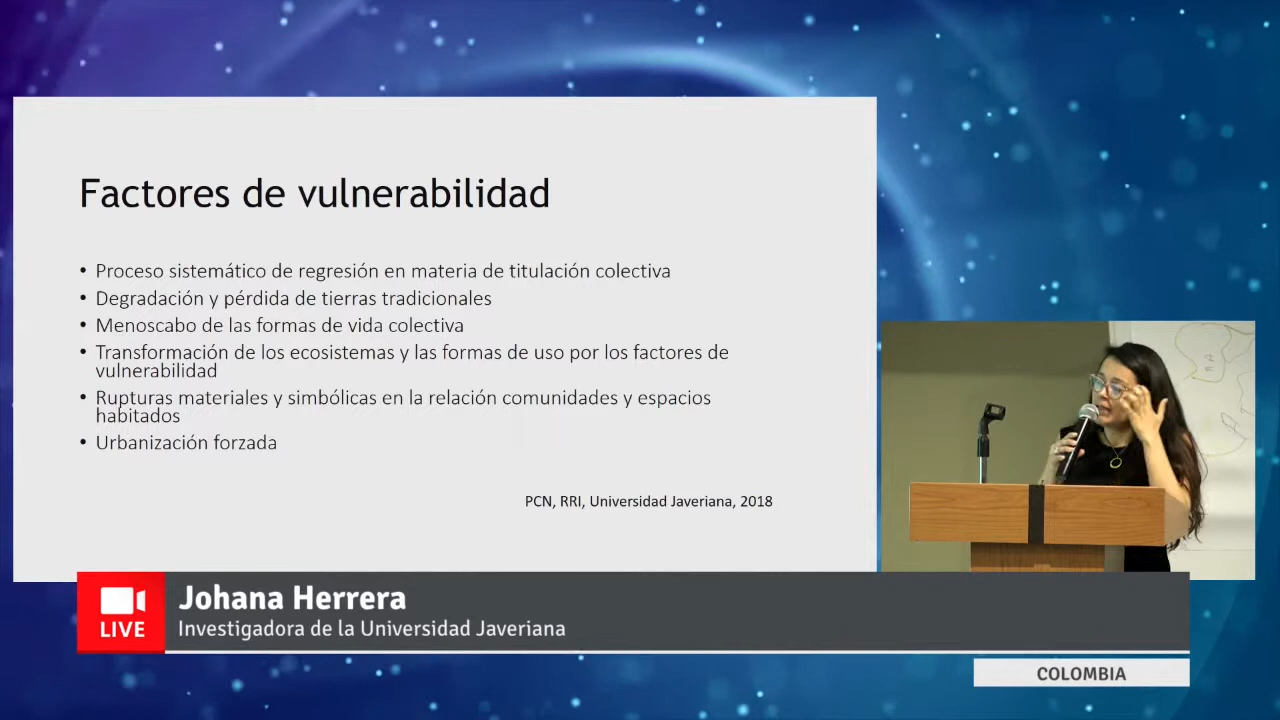 Factores de vulnerabilidad
• Proceso sistemático de regresión en materia de titulación colectiva
• Degradación y pérdida de tierras tradicionales
• Menoscabo de las formas de vida colectiva
• Transformación de los ecosistemas y las formas de uso por los factores de
vulnerabilidad
• Rupturas materiales y simbólicas en la relación comunidades y espacios
habitados
• Urbanización forzada
PCN, RRI, Universidad Javeriana, 2018
LIVE
Johana Herrera
Investigadora de la Universidad Javeriana
COLOMBIA